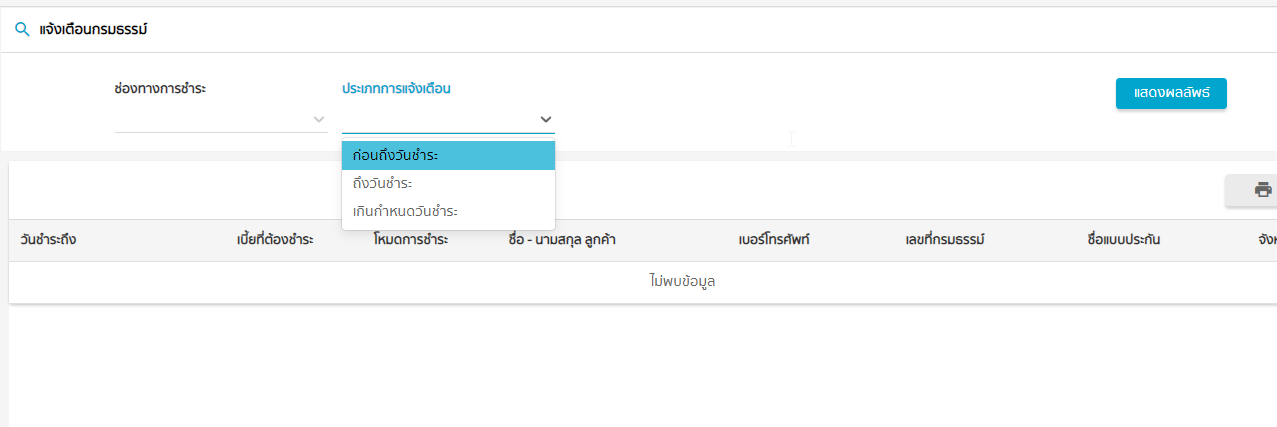 แจ้งเตือนกรมธรรม์
ช่องทางการชำระ ประเภทการแจ้งเตือน แสดงผลลัพธ์
ก่อนถึงวันชำระ
ถึงวันชำระ
เกินกำหนดวันชำระ
วันชำระถึง เบี้ยที่ต้องชำระ โหมดการชำระ ชื่อ - นามสกุล ลูกค้า เบอร์โทรศัพท์ เลขที่กรมธรรม์ ชื่อแบบประกัน
ไม่พบข้อมูล